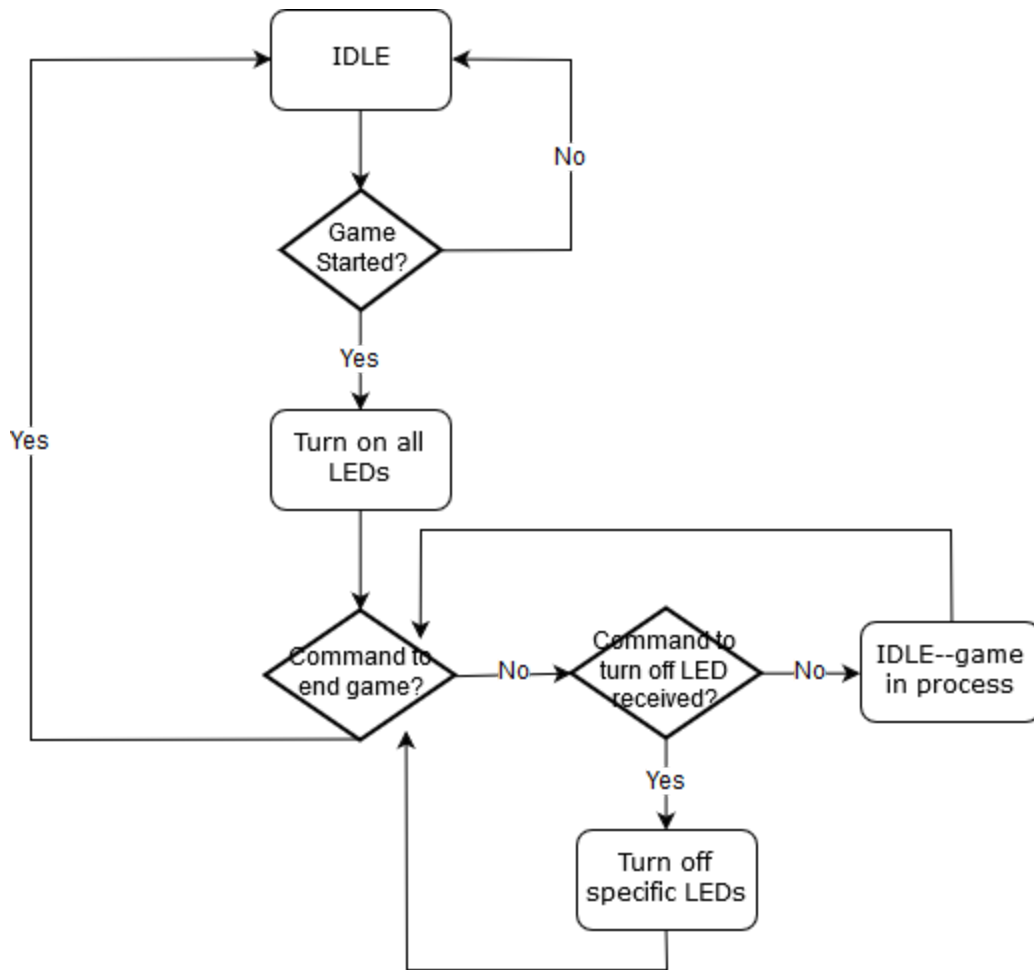 IDLE
No
Game
Started?
Yes
Turn on all
LEDs
Yes
Command to
end game?
No
Command to
turn off LED
received?
No
IDLE--game
in process
Yes
Turn off
specific LEDs